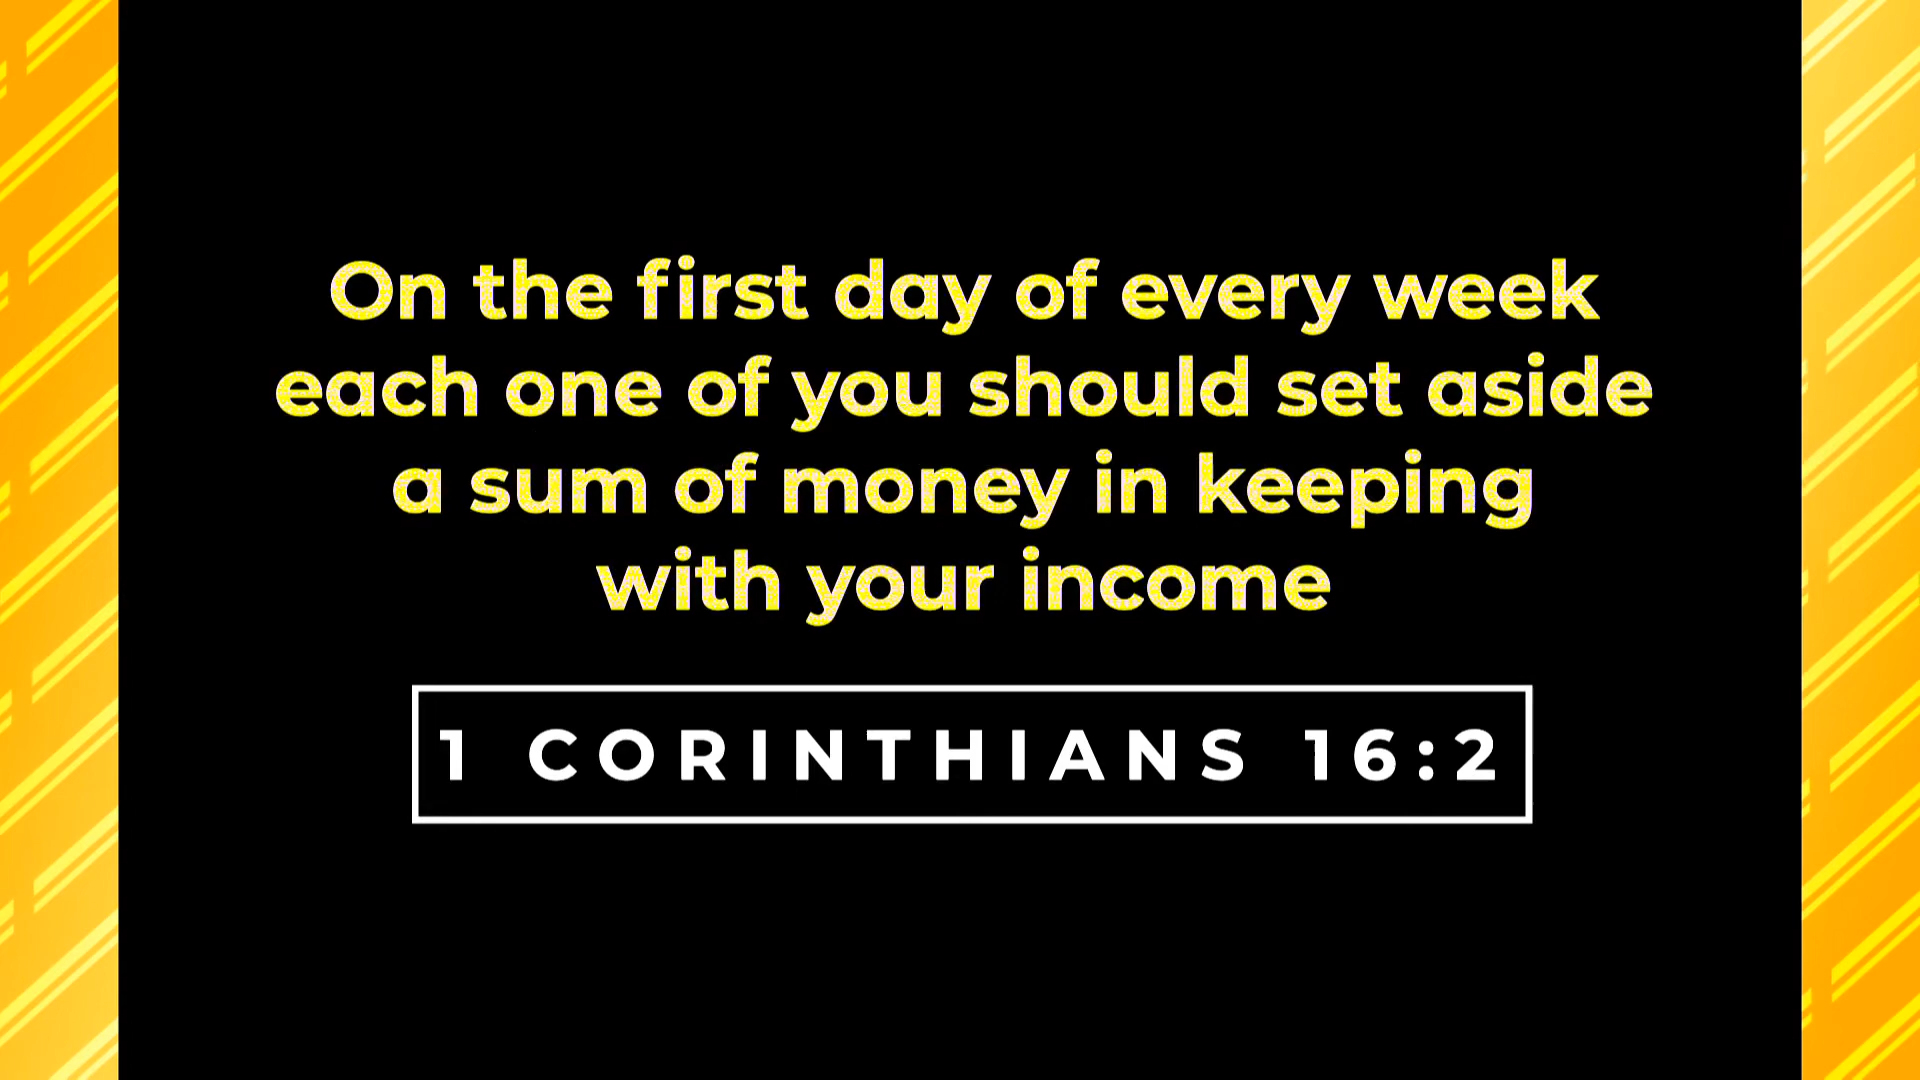 On the first day of every week
each one of you should set aside
a sum of money in keeping
with your income
1 CORINTHIANS 16:2